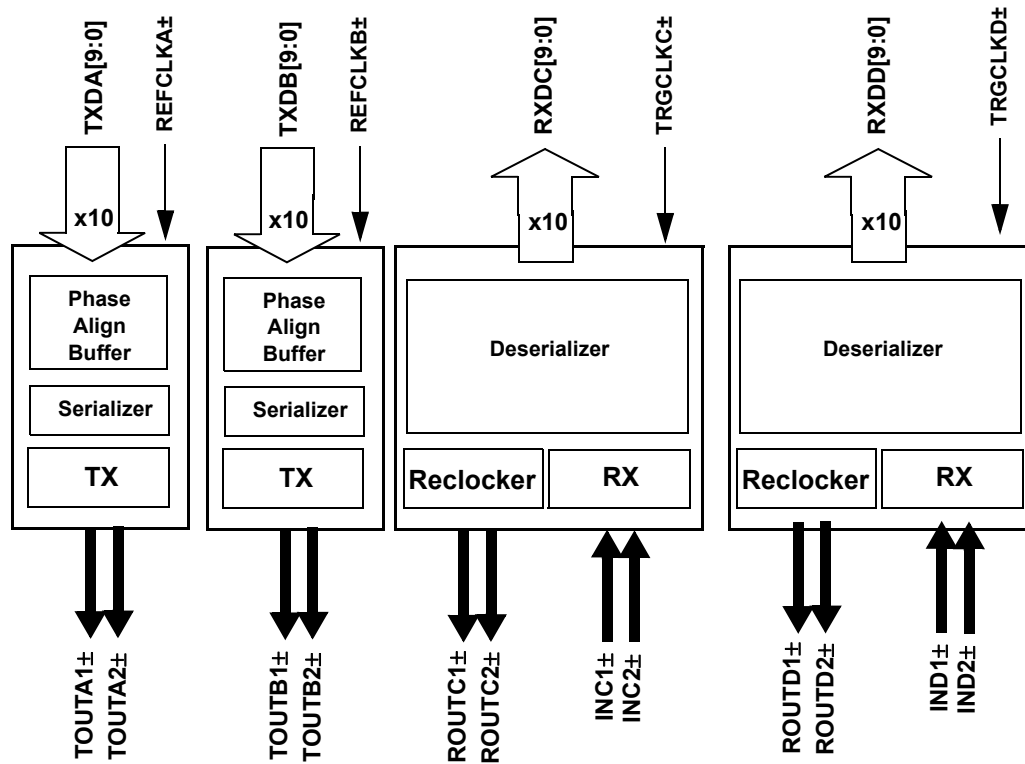 TXDA[9:0]
REFCLKA±
TXDB[9:0]
REFCLKB±
RXDC[9:0]
TRGCLKC±
RXDD[9:0]
TRGCLKD±
x10
x10
x10
x10
Phase
Align
Buffer
Serializer
TX
Phase
Align
Buffer
Serializer
TX
Deserializer
Reclocker
RX
Deserializer
Reclocker
RX
TOUTA1±
TOUTA2±
TOUTB1±
TOUTB2±
ROUTC1±
ROUTC2±
INC1±
INC2±
ROUTD1±
ROUTD2±
IND1±
IND2±